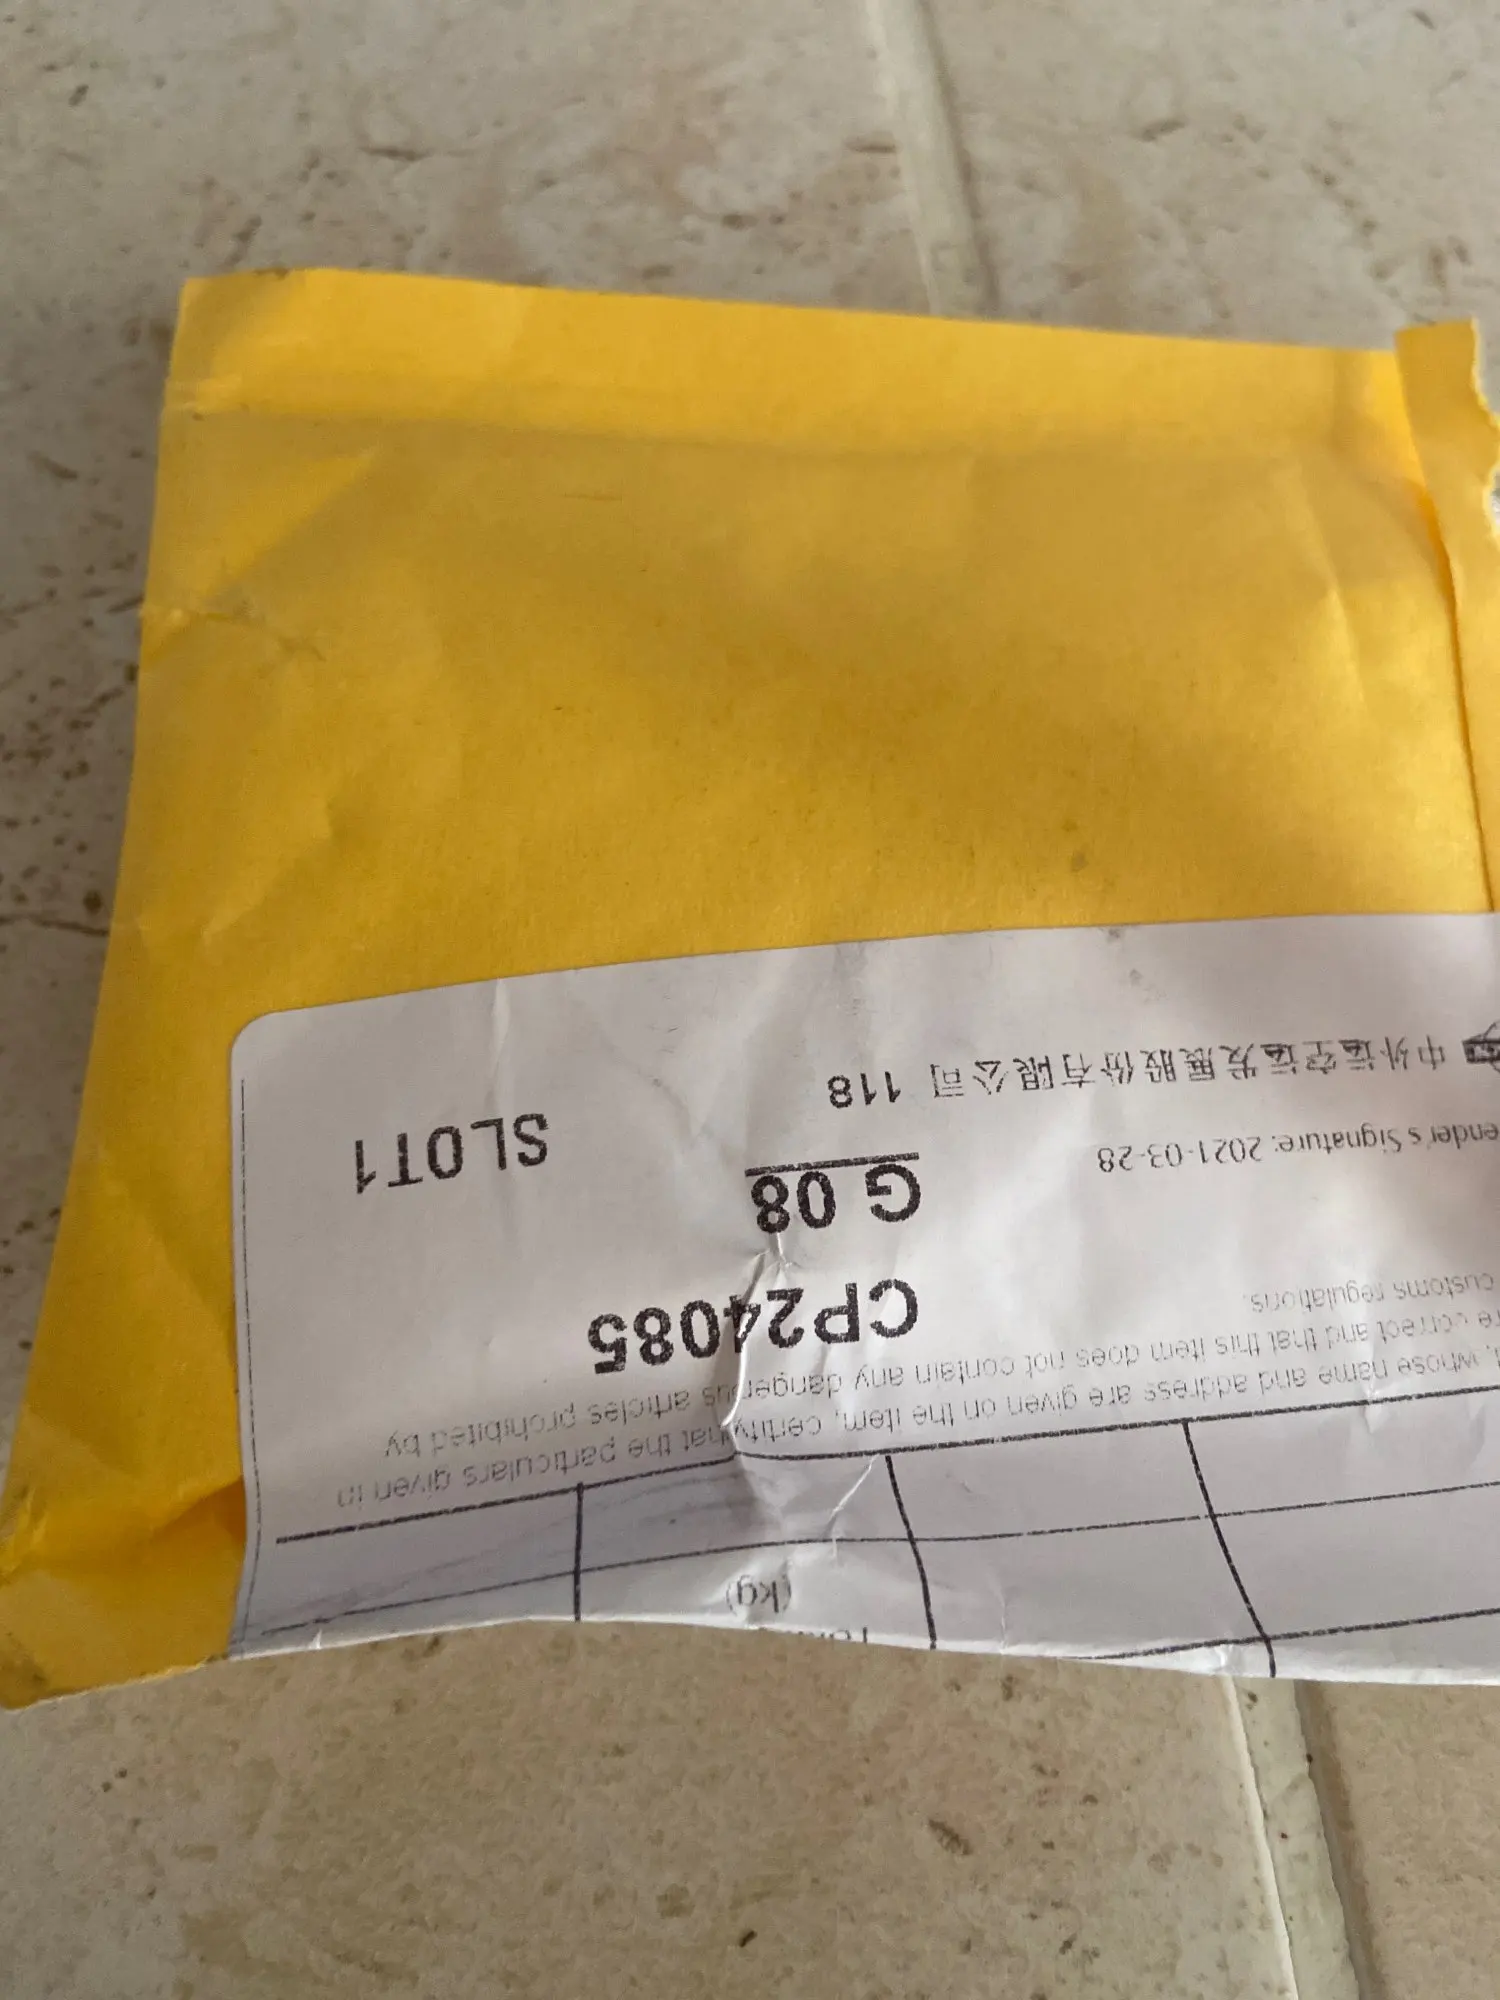 (kg)
, whose name and address are given on the item, certify that the particulars given in
correct and that this item does not contain any dangerous articles prohibited by
customs regulations.
CP24085
G 08
ender's Signature: 2021-03-28
SLOT1
中外运空运发展股份有限公司 118